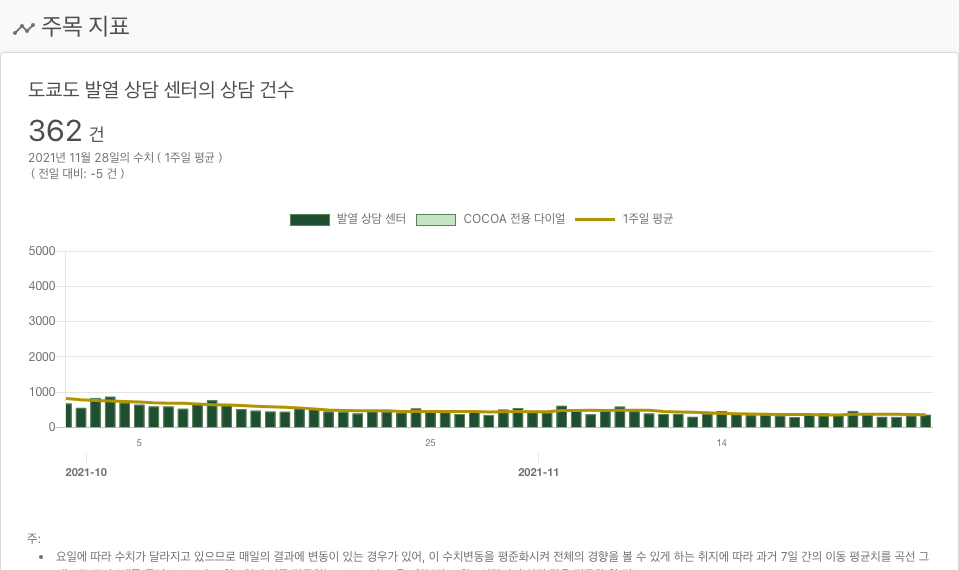 주목 지표
도쿄도 발열 상담 센터의 상담 건수
362 건
2021년 11월 28일의 수치 ( 1주일 평균 )
( 전일 대비: -5 건 )
발열 상담 센터 COCOA 전용 다이얼 1주일 평균
5000
4000
3000
2000
1000
0
5 25 14
2021-10 2021-11
주:
• 요일에 따라 수치가 달라지고 있으므로 매일의 결과에 변동이 있는 경우가 있어, 이 수치변동을 평준화시켜 전체의 경향을 볼 수 있게 하는 취지에 따라 과거 7일 간의 이동 평균치를 곡선 그